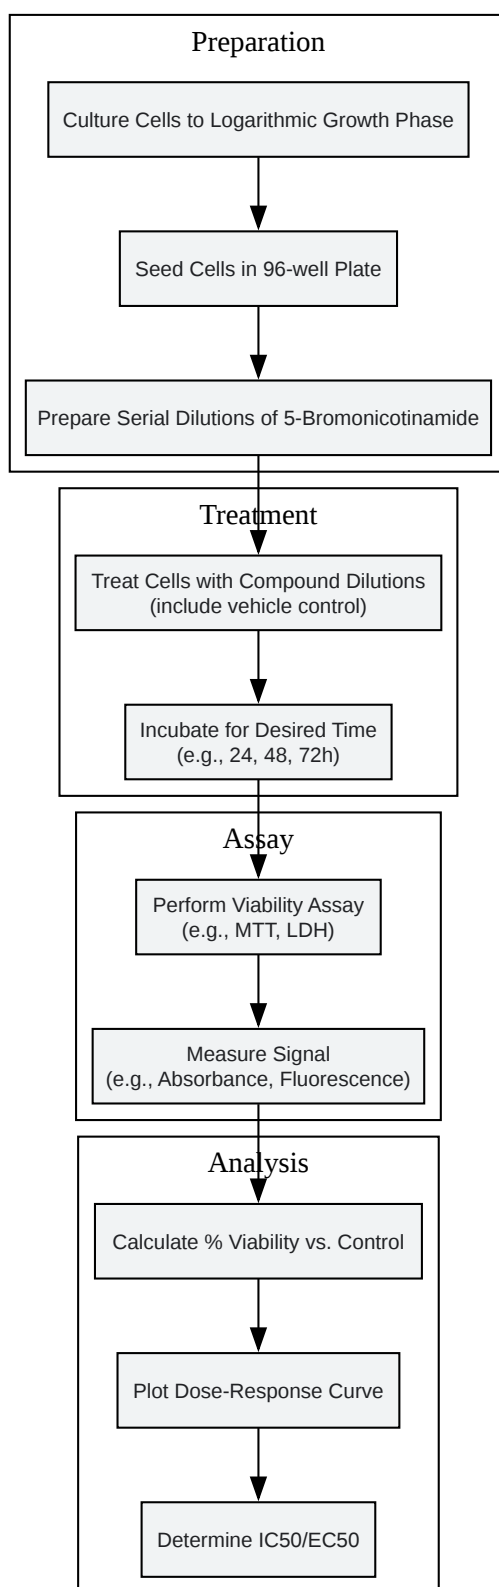 Preparation
Culture Cells to Logarithmic Growth Phase
Seed Cells in 96-well Plate
Prepare Serial Dilutions of 5-Bromonicotinamide
Treatment
Treat Cells with Compound Dilutions
(include vehicle control)
Incubate for Desired Time
(e.g., 24, 48, 72h)
Assay
Perform Viability Assay
(e.g., MTT, LDH)
Measure Signal
(e.g., Absorbance, Fluorescence)
Analysis
Calculate % Viability vs. Control
Plot Dose-Response Curve
Determine IC50/EC50